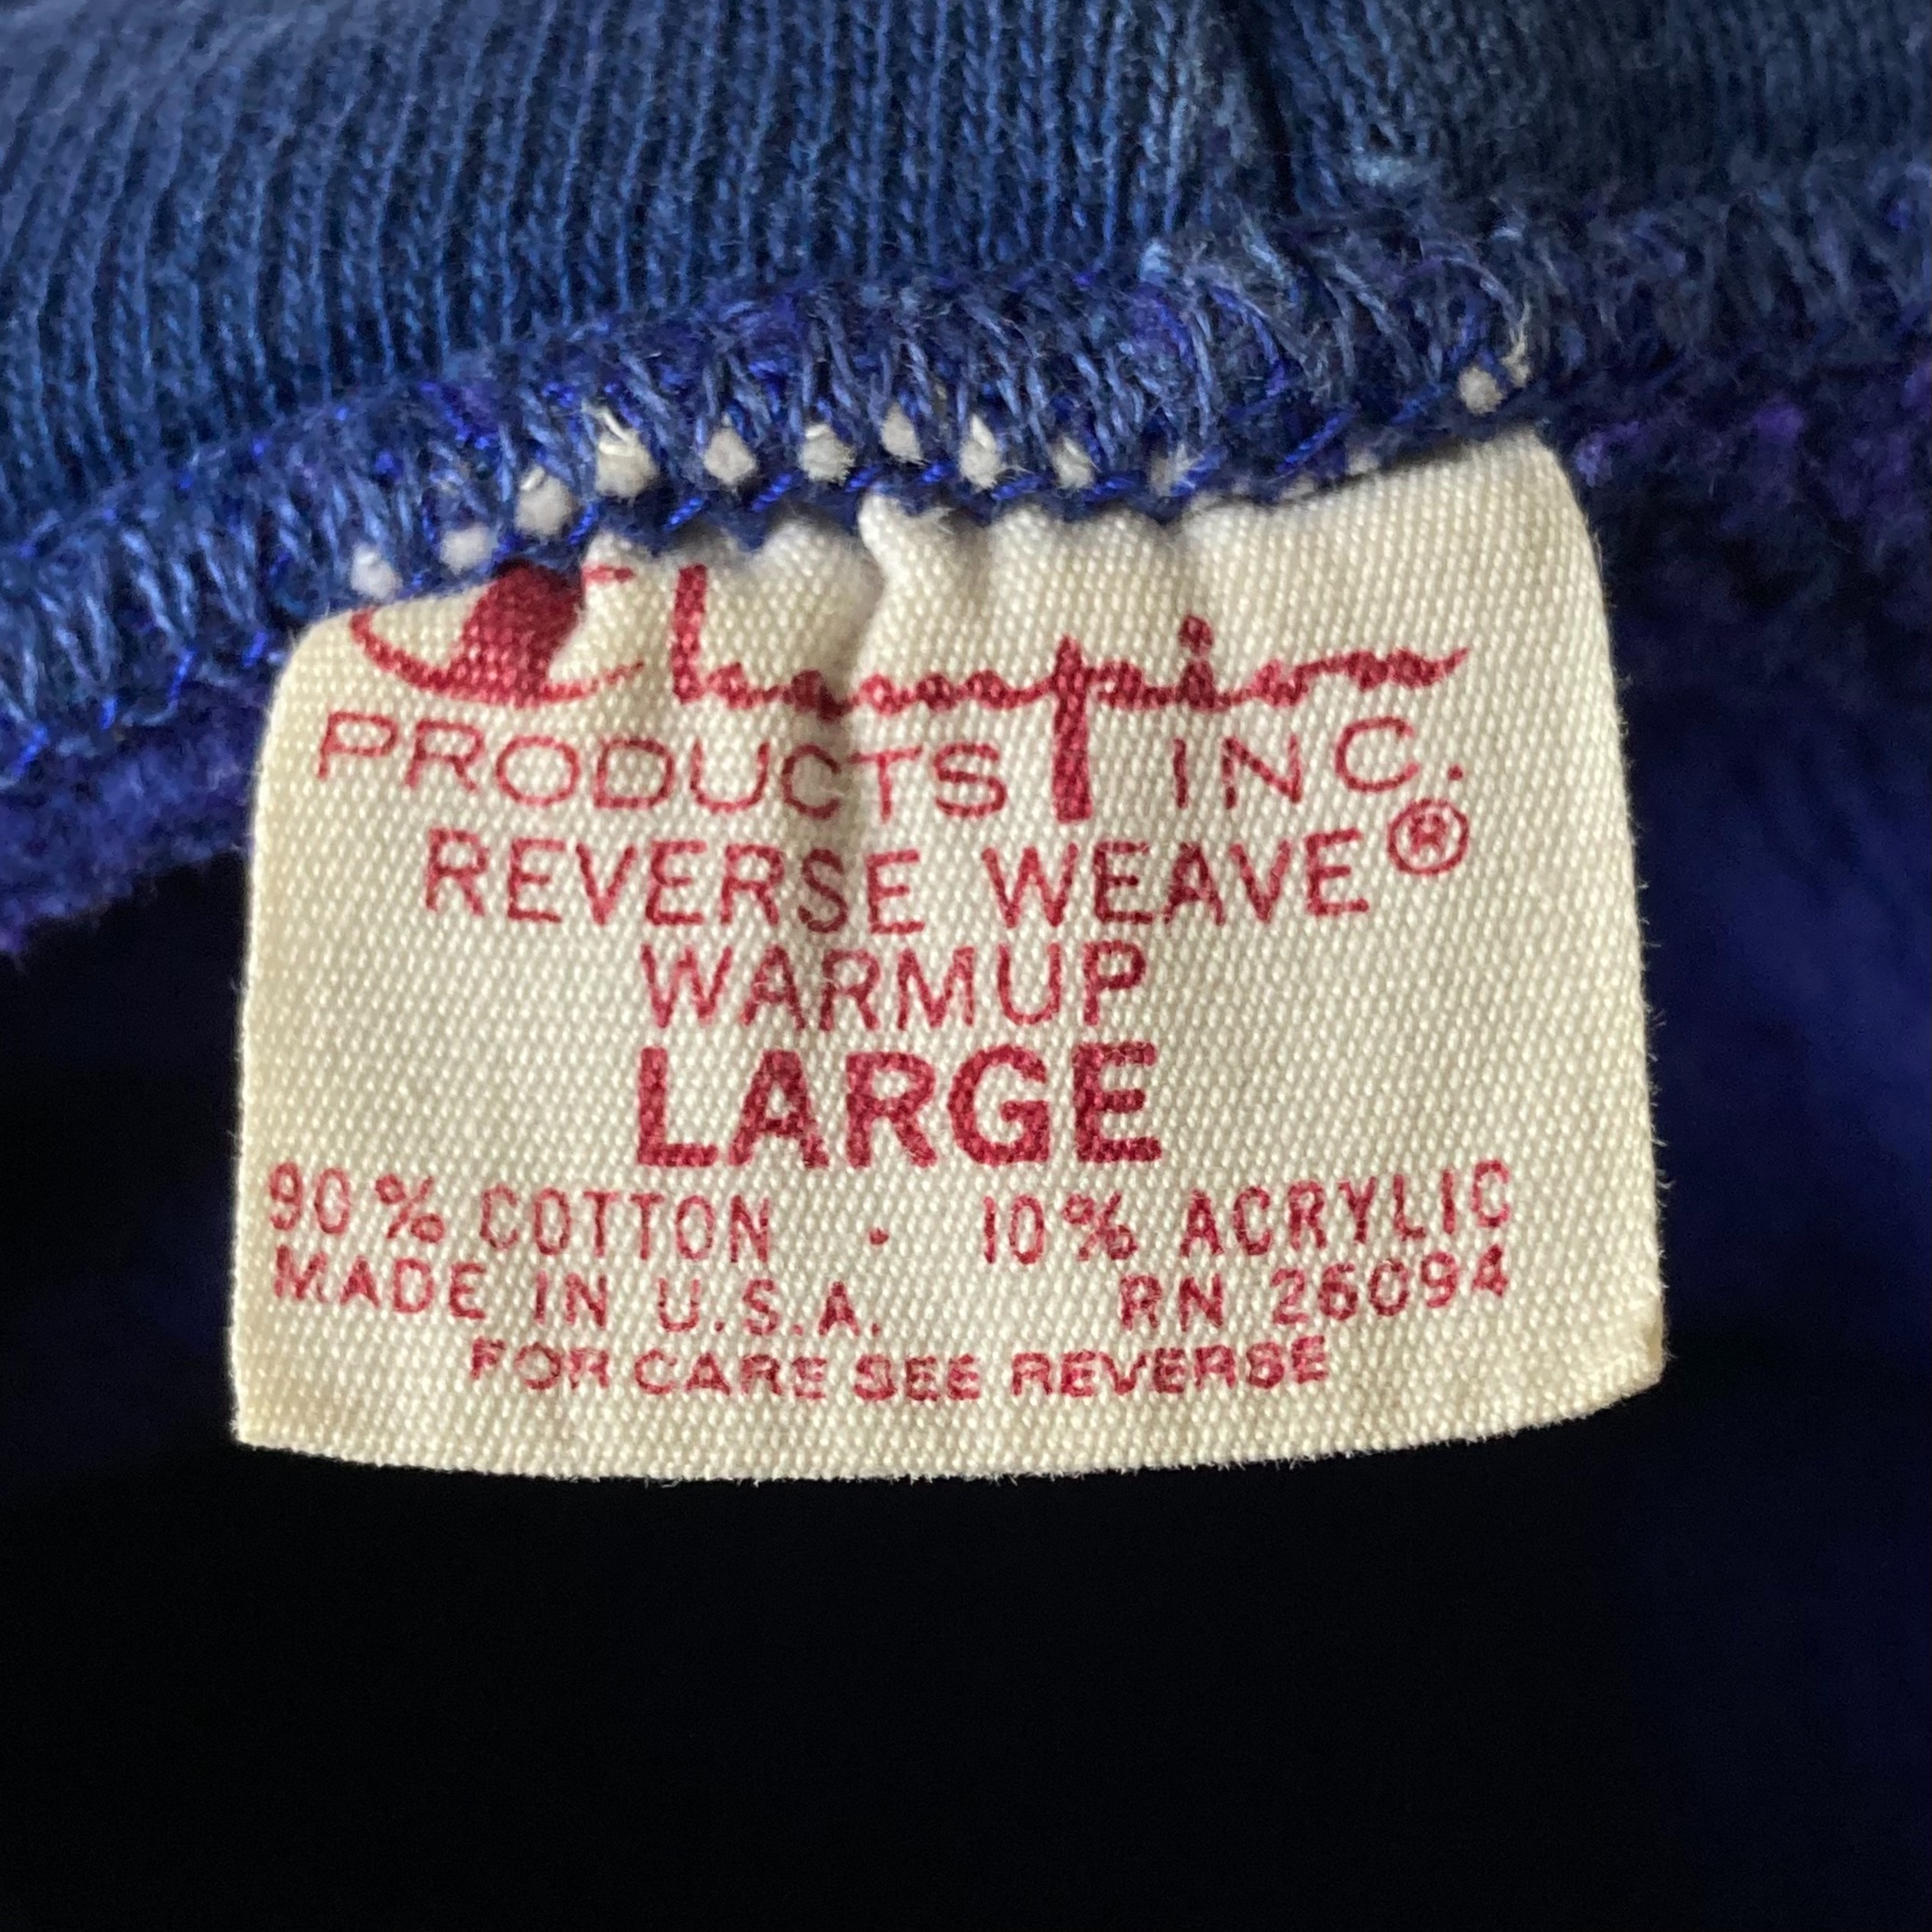 Champion
PRODUCTS INC.
REVERSE WEAVE®
WARMUP
LARGE
90% COTTON · 10% ACRYLIC
MADE IN U.S.A. RN 26094
FOR CARE SEE REVERSE